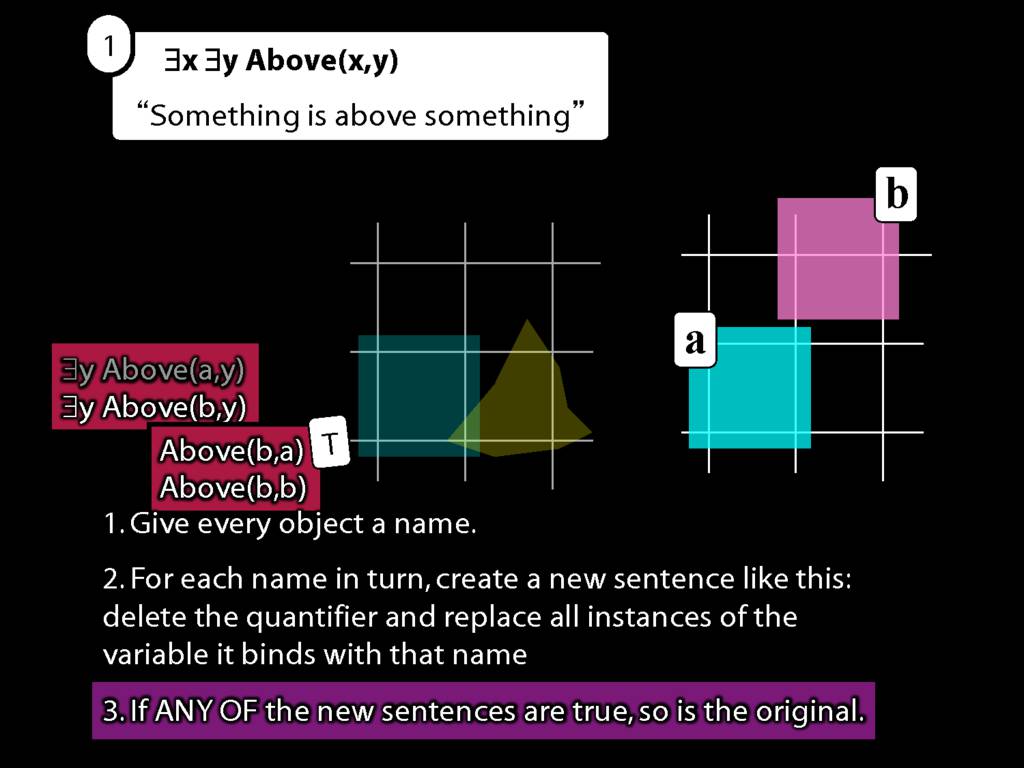 1
∃x ∃y Above(x,y)
“Something is above something”
b
a
∃y Above(a,y)
∃y Above(b,y)
Above(b,a) T
Above(b,b)
1. Give every object a name.
2. For each name in turn, create a new sentence like this:
delete the quantifier and replace all instances of the
variable it binds with that name
3. If ANY OF the new sentences are true, so is the original.